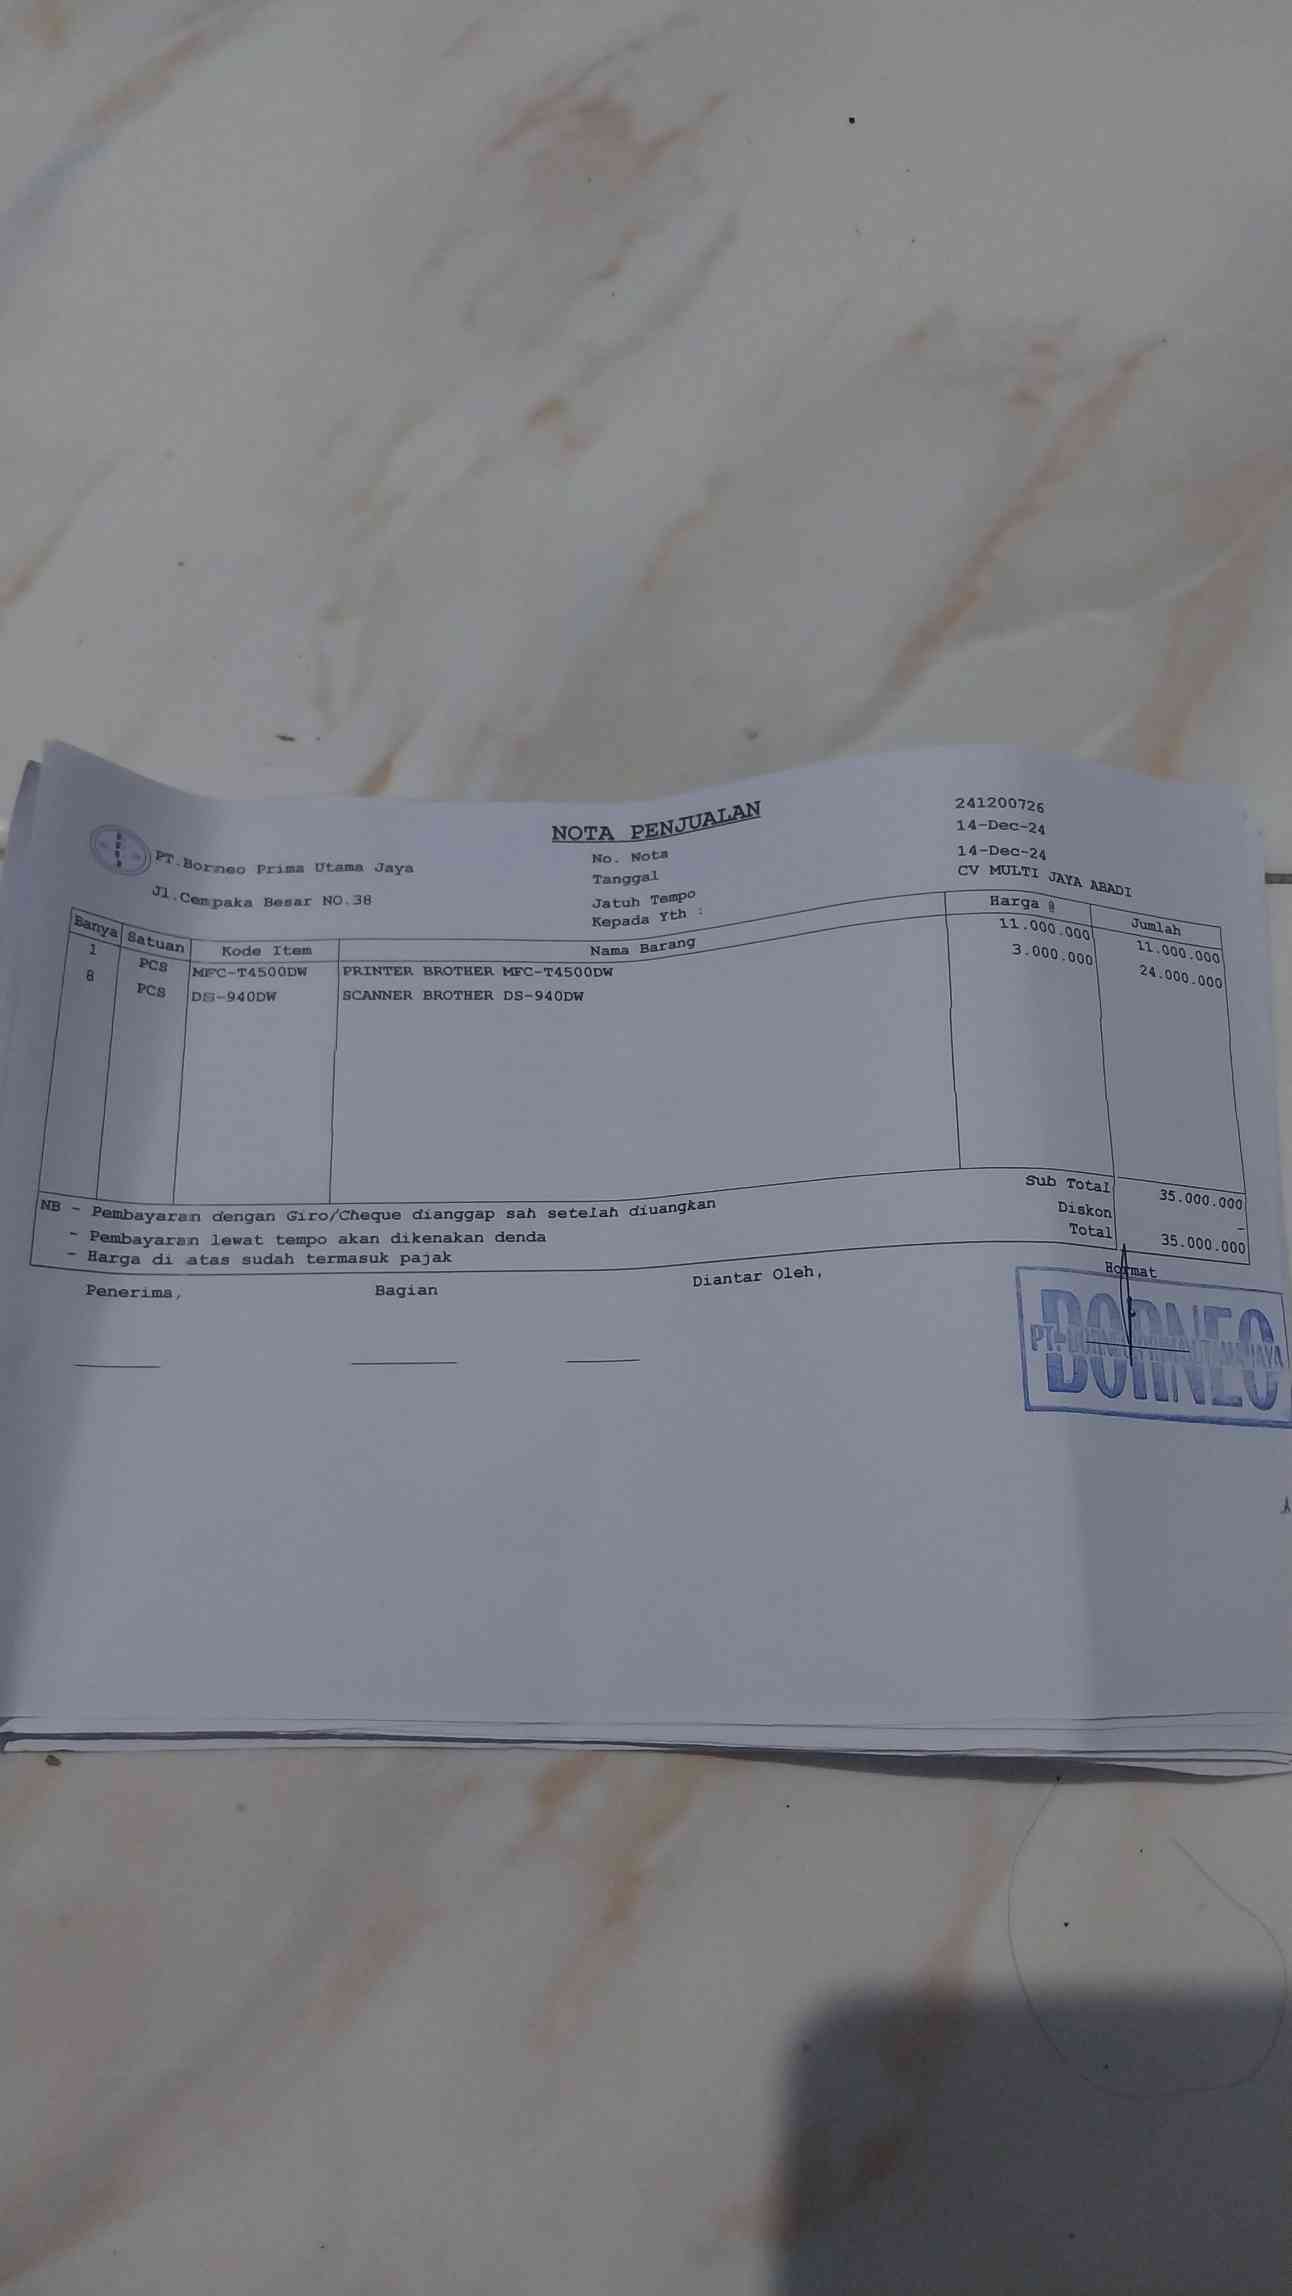 NOTA PENJUALAN
PT.Borneo Prima Utama Jaya
Jl.Cempaka Besar NO.38
No. Nota 241200726
Tanggal 14-Dec-24
Jatuh Tempo 14-Dec-24
Kepada Yth : CV MULTI JAYA ABADI
Banya Satuan Kode Item Nama Barang Harga @ Jumlah
1 PCS MFC-T4500DW PRINTER BROTHER MFC-T4500DW 11.000.000 11.000.000
8 PCS DS-940DW SCANNER BROTHER DS-940DW 3.000.000 24.000.000
Sub Total 35.000.000
Diskon -
Total 35.000.000
NB - Pembayaran dengan Giro/Cheque dianggap sah setelah diuangkan
- Pembayaran lewat tempo akan dikenakan denda
- Harga di atas sudah termasuk pajak
Penerima, Bagian Diantar Oleh, Hormat
BORNEO
PT. BORNEO PRIMA UTAMA JAYA